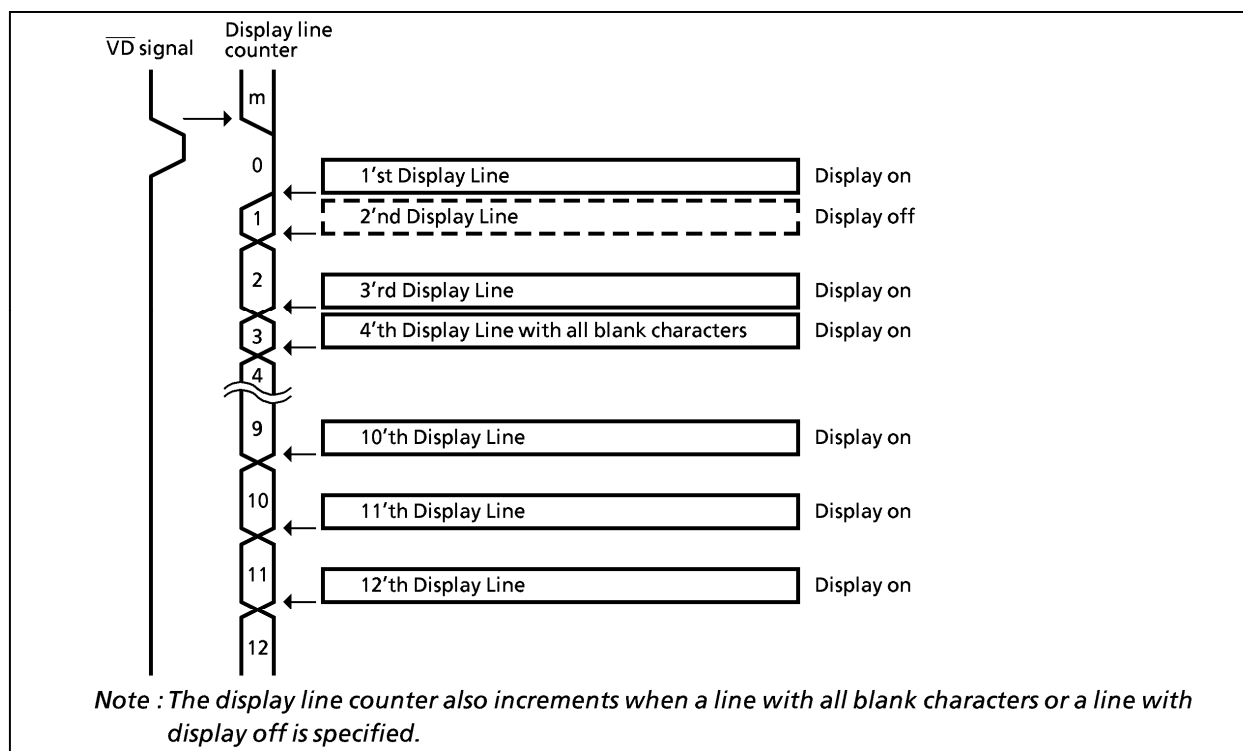 VD signal
Display line
counter
m
0
1'st Display Line
Display on
1
2'nd Display Line
Display off
2
3'rd Display Line
Display on
3
4'th Display Line with all blank characters
Display on
4
9
10'th Display Line
Display on
10
11'th Display Line
Display on
11
12'th Display Line
Display on
12
Note : The display line counter also increments when a line with all blank characters or a line with
display off is specified.